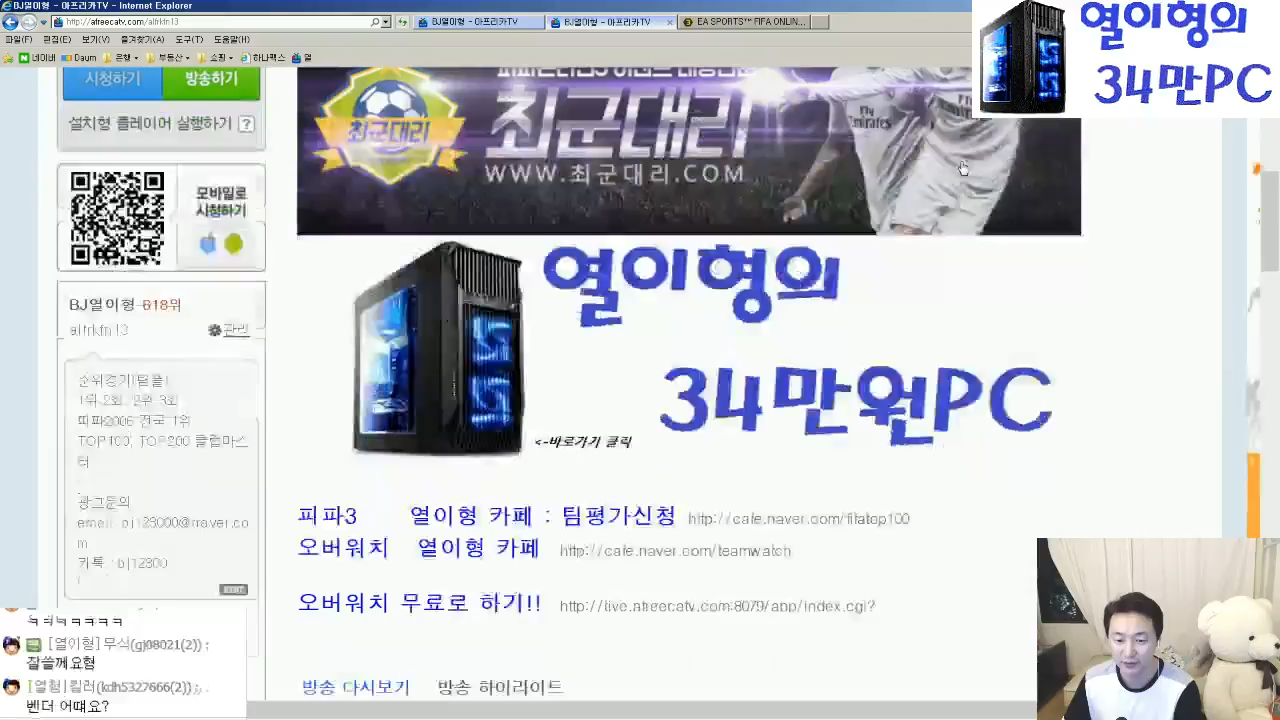 BJ열이형 - 아프리카TV - Internet Explorer
http://afreecatv.com/alfrkfn13
BJ열이형 - 아프리카TV
BJ열이형 - 아프리카TV
EA SPORTS™ FIFA ONLIN...
파일(F) 편집(E) 보기(V) 즐겨찾기(A) 도구(T) 도움말(H)
네이버 Daum 은행 부동산 쇼핑 하나팩스 열
열이형의
34만PC
시청하기 방송하기
설치형 플레이어 실행하기 ?
최군대리
최군대리
WWW.최군대리.COM
Fly Emirates
모바일로
시청하기
열이형의
34만원PC
<-바로가기 클릭
BJ열이형 618위
관리
순위경기(팀플)
1위 2회, 2위 3회
피파2006 전국 1위
TOP100, TOP200 클럽마스
터
광고문의
카톡 : bj12300
EDIT
피파3 열이형 카페 : 팀평가신청 http://cafe.naver.com/fifatop100
오버워치 열이형 카페 http://cafe.naver.com/teamwatch
오버워치 무료로 하기!! http://live.afreecatv.com:8079/app/index.cgi?
방송 다시보기 방송 하이라이트
[열이형]무식(gj08021(2)) :
잘쓸께요형
[열혈]킬러(kdh5327666(2)) :
벤더 어떄요?